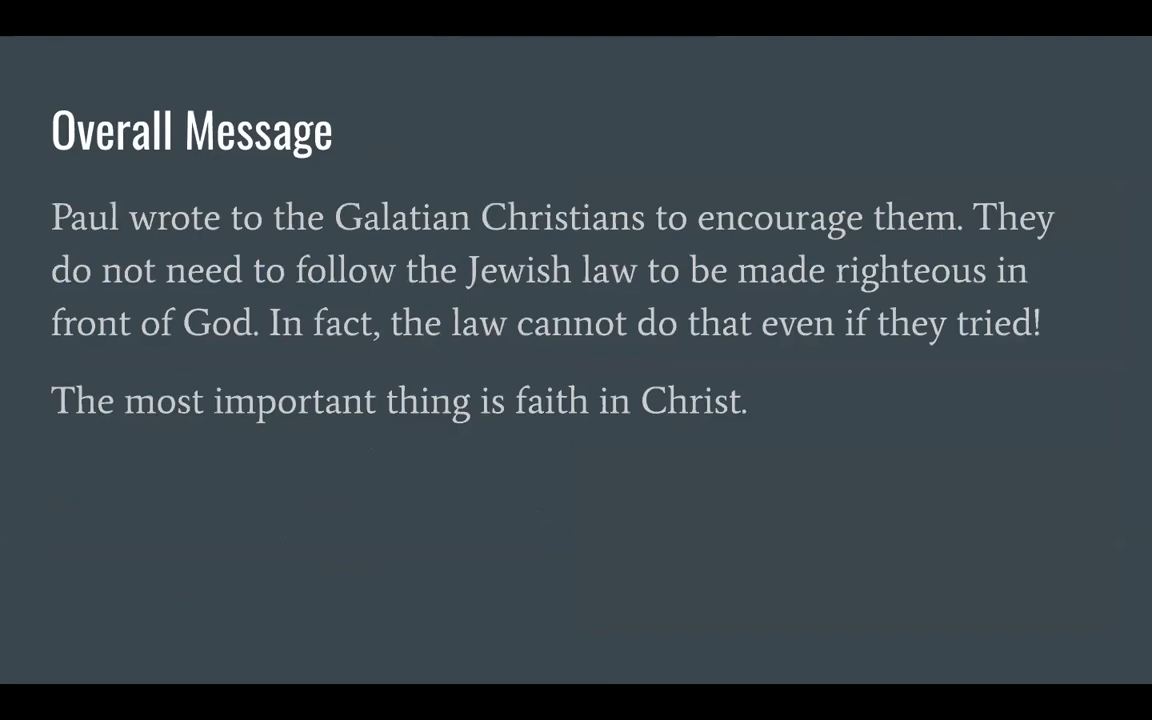 Overall Message
Paul wrote to the Galatian Christians to encourage them. They
do not need to follow the Jewish law to be made righteous in
front of God. In fact, the law cannot do that even if they tried!
The most important thing is faith in Christ.